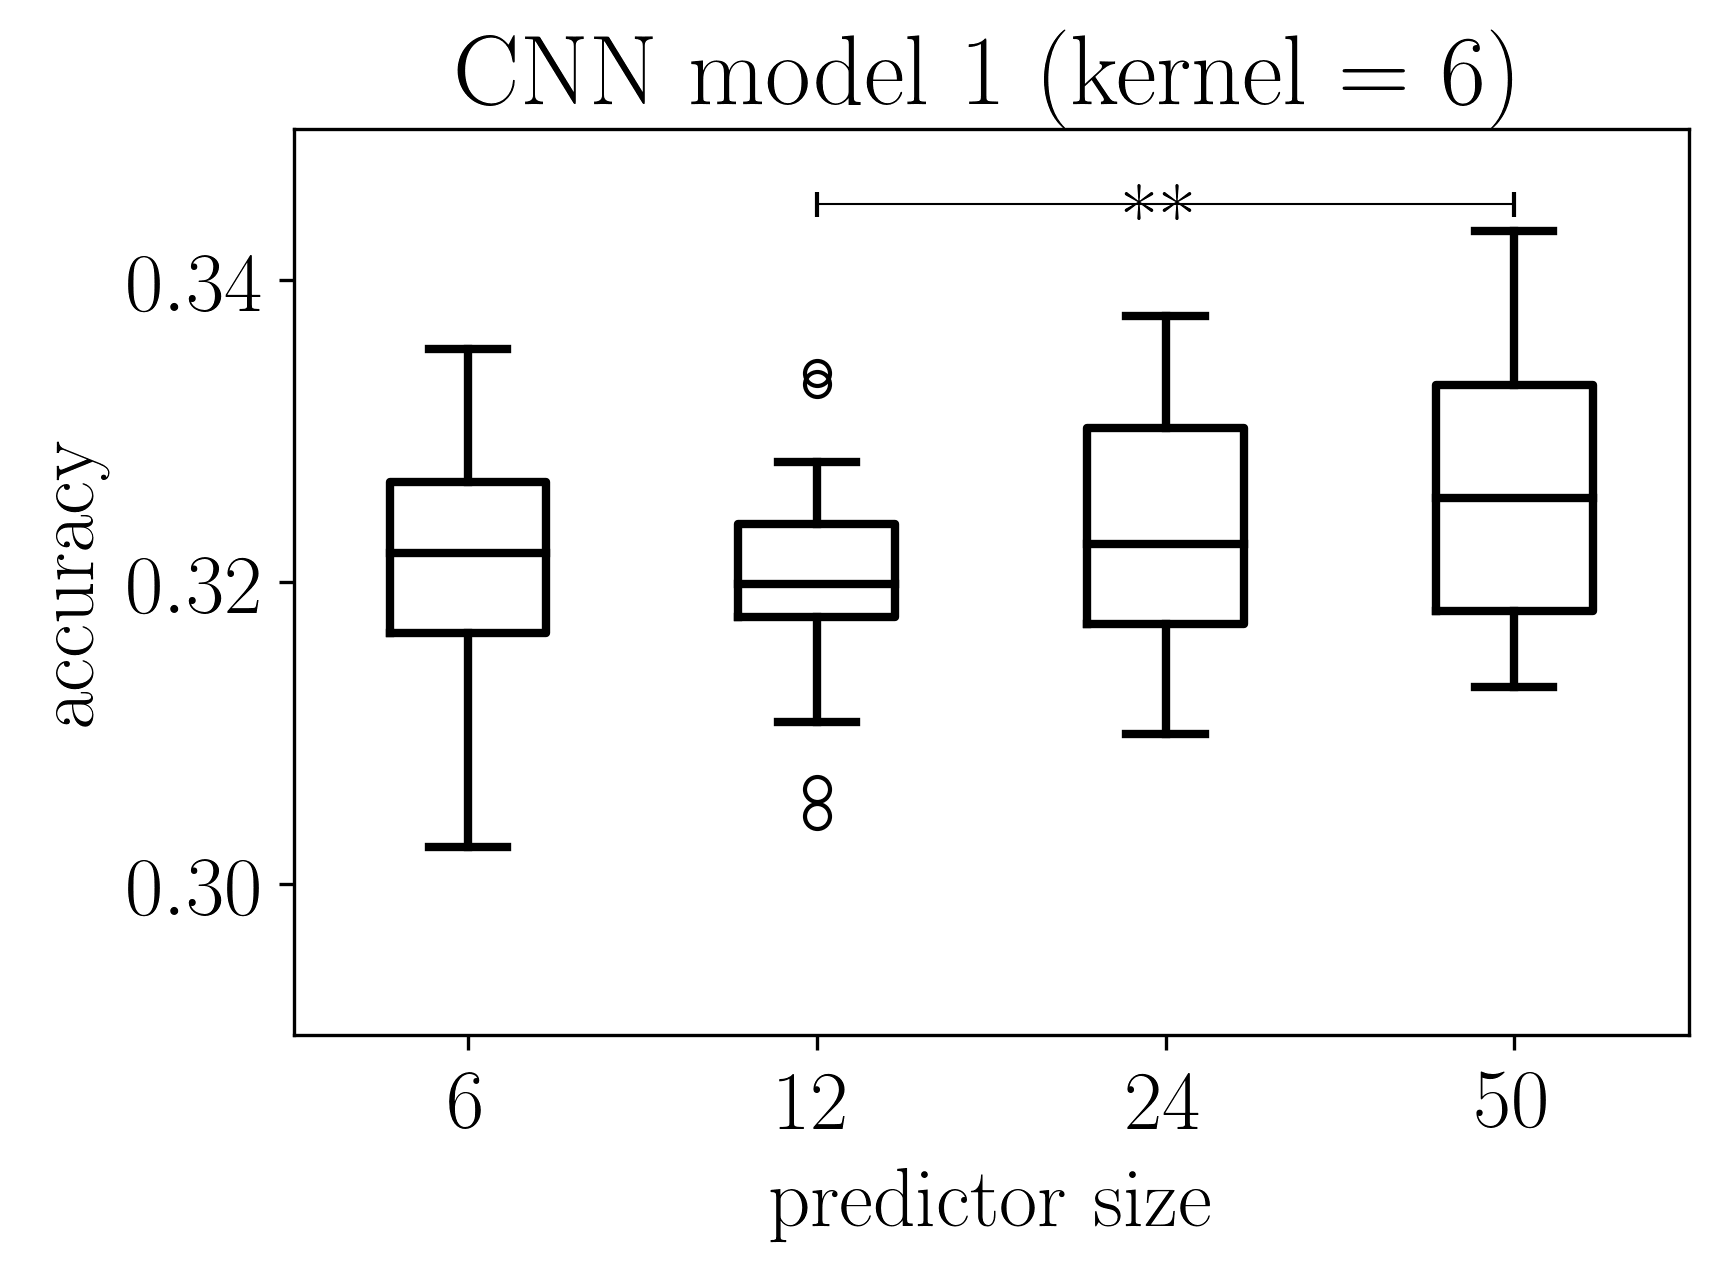 CNN model 1 (kernel = 6)
**
0.34
0.32
0.30
accuracy
6 12 24 50
predictor size